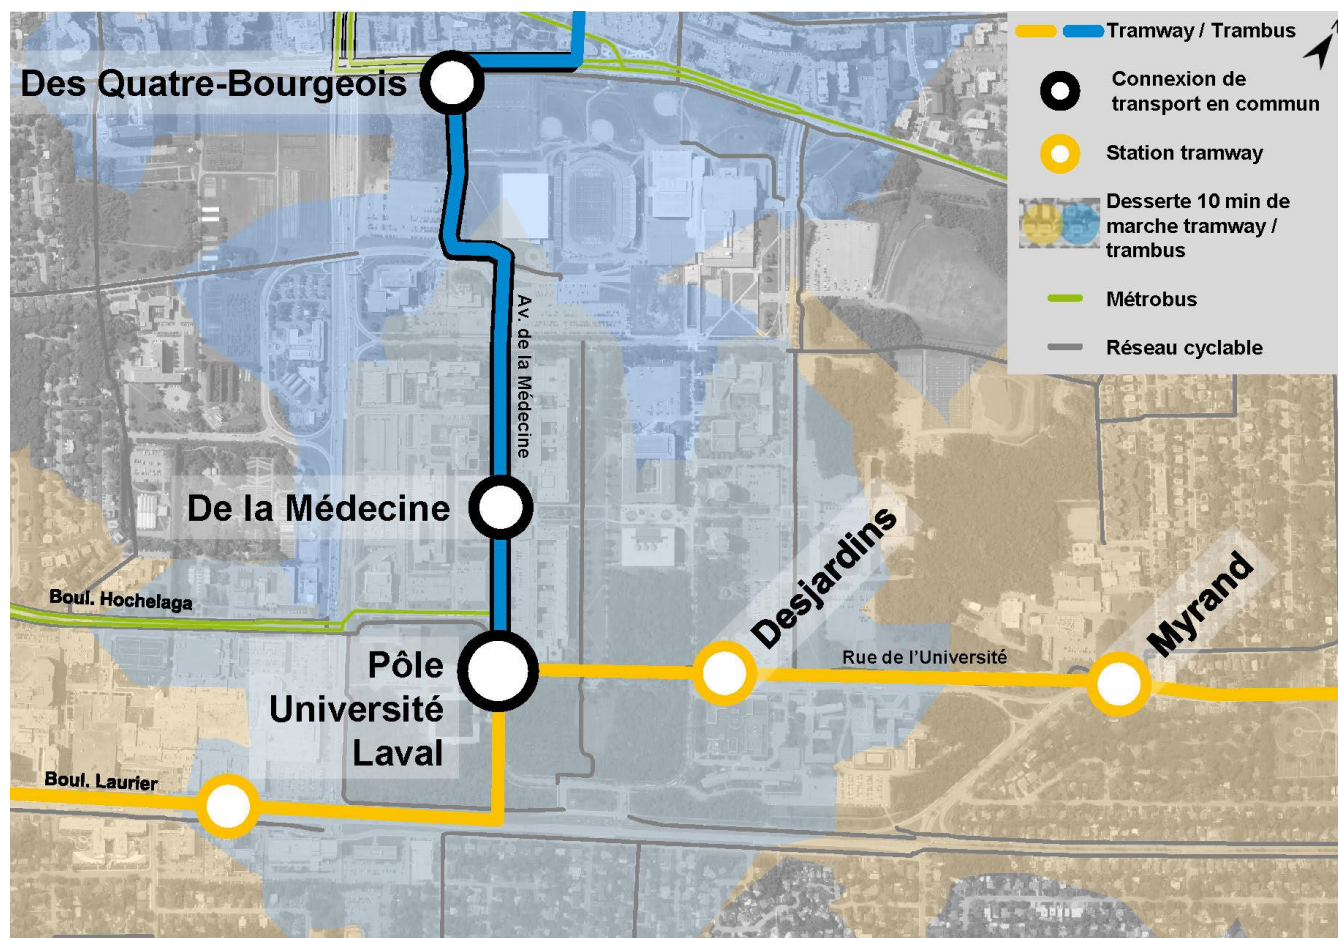 Des Quatre-Bourgeois
Av. de la Médecine
De la Médecine
Boul. Hochelaga
Pôle
Université
Laval
Desjardins
Rue de l'Université
Myrand
Boul. Laurier
Tramway / Trambus
Connexion de
transport en commun
Station tramway
Desserte 10 min de
marche tramway /
trambus
Métrobus
Réseau cyclable